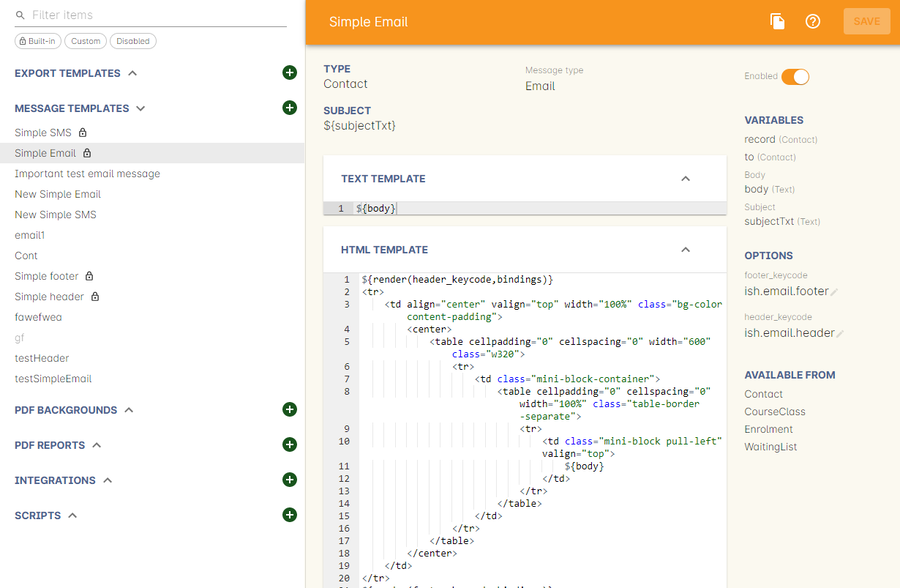 Filter items
Built-in Custom Disabled
EXPORT TEMPLATES
MESSAGE TEMPLATES
Simple SMS
Simple Email
Important test email message
New Simple Email
New Simple SMS
email1
Cont
Simple footer
Simple header
fawefwea
gf
testHeader
testSimpleEmail
PDF BACKGROUNDS
PDF REPORTS
INTEGRATIONS
SCRIPTS
Simple Email
SAVE
TYPE
Contact
Message type
Email
SUBJECT
${subjectTxt}
TEXT TEMPLATE
1 ${body}
HTML TEMPLATE
1 ${render(header_keycode,bindings)}
2 <tr>
3 <td align="center" valign="top" width="100%" class="bg-color
content-padding">
4 <center>
5 <table cellpadding="0" cellspacing="0" width="600"
class="w320">
6 <tr>
7 <td class="mini-block-container">
8 <table cellpadding="0" cellspacing="0"
width="100%" class="table-border
-separate">
9 <tr>
10 <td class="mini-block pull-left"
valign="top">
11 ${body}
12 </td>
13 </tr>
14 </table>
15 </td>
16 </tr>
17 </table>
18 </center>
19 </td>
20 </tr>
Enabled
VARIABLES
record (Contact)
to (Contact)
Body
body (Text)
Subject
subjectTxt (Text)
OPTIONS
footer_keycode
ish.email.footer
header_keycode
ish.email.header
AVAILABLE FROM
Contact
CourseClass
Enrolment
WaitingList